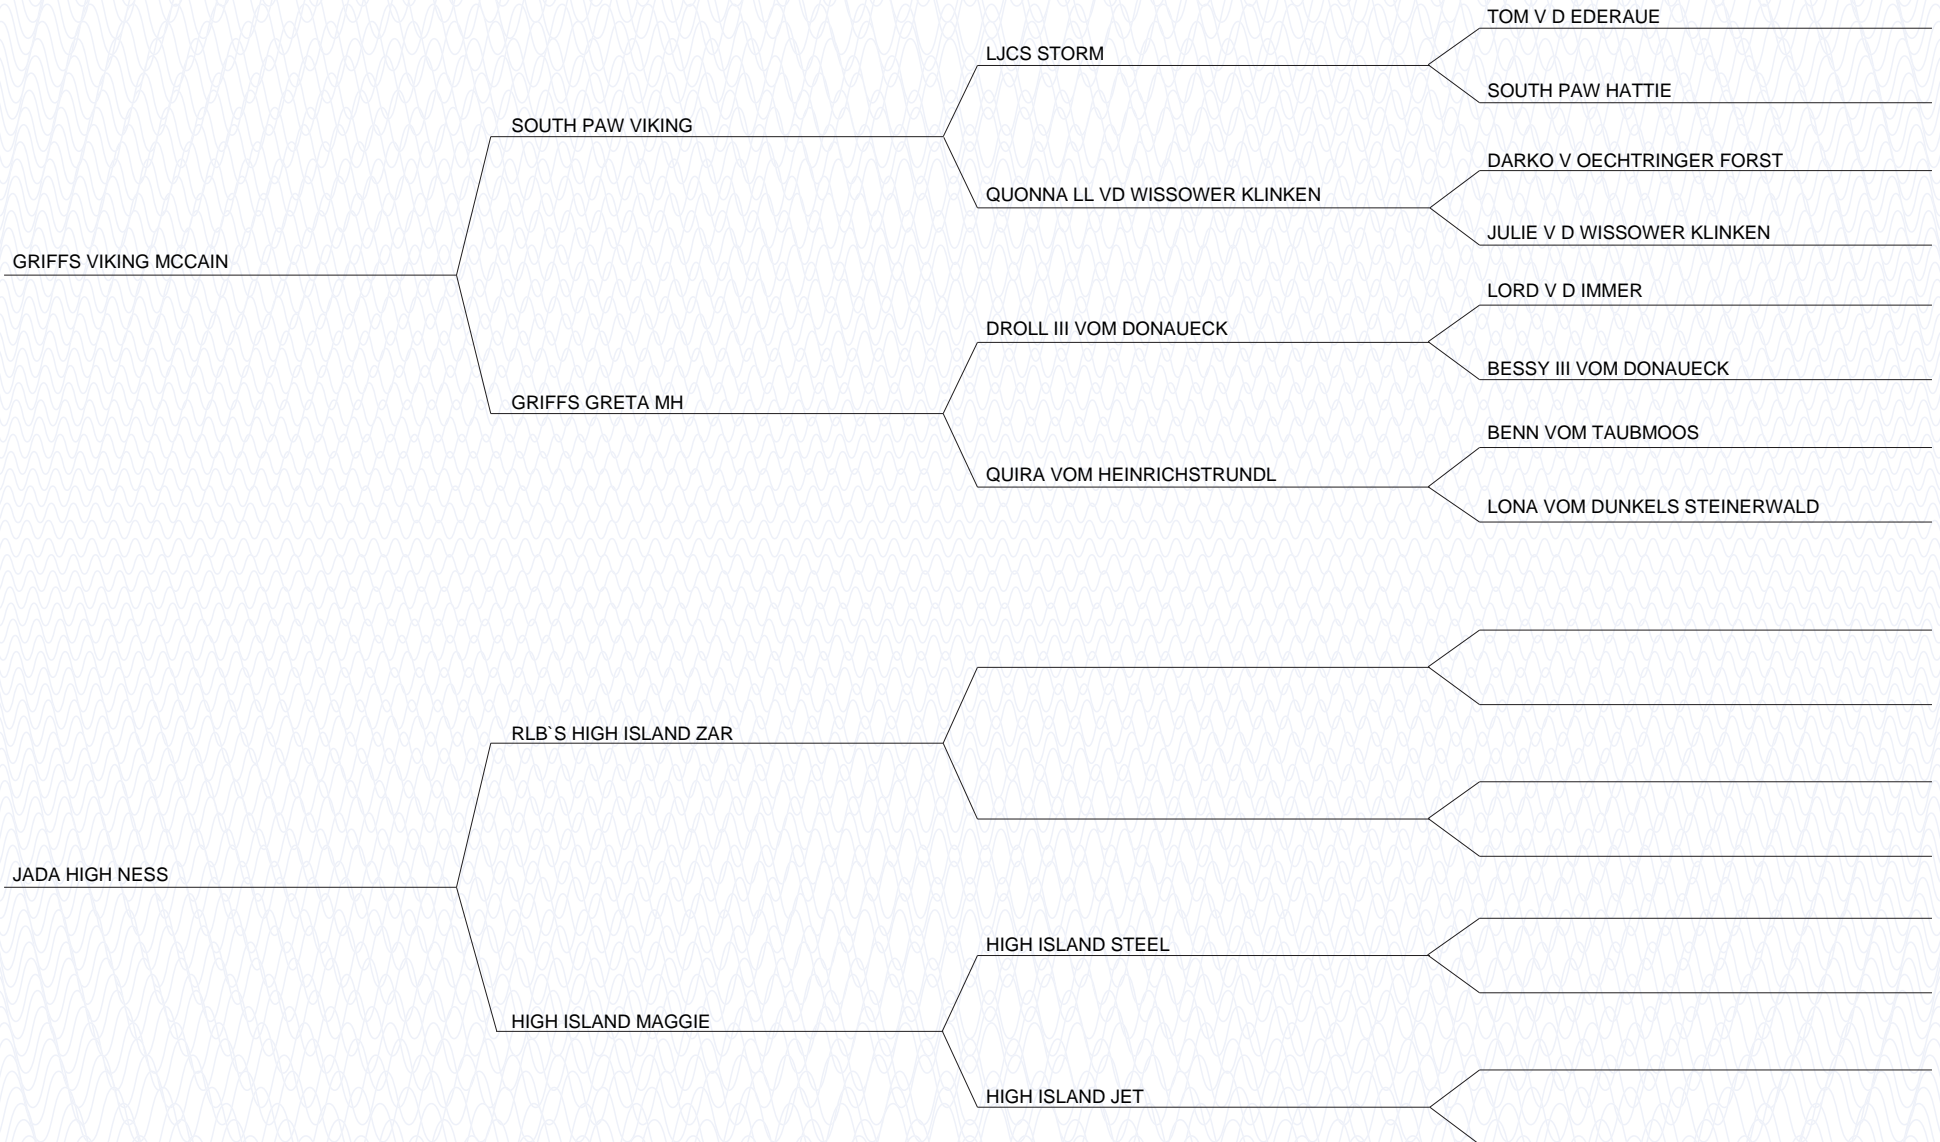 TOM V D EDERAUE
LJCS STORM
SOUTH PAW HATTIE
SOUTH PAW VIKING
DARKO V OECHTRINGER FORST
QUONNA LL VD WISSOWER KLINKEN
JULIE V D WISSOWER KLINKEN
GRIFFS VIKING MCCAIN
LORD V D IMMER
DROLL III VOM DONAUECK
BESSY III VOM DONAUECK
GRIFFS GRETA MH
BENN VOM TAUBMOOS
QUIRA VOM HEINRICHSTRUNDL
LONA VOM DUNKELS STEINERWALD
RLB`S HIGH ISLAND ZAR
JADA HIGH NESS
HIGH ISLAND STEEL
HIGH ISLAND MAGGIE
HIGH ISLAND JET